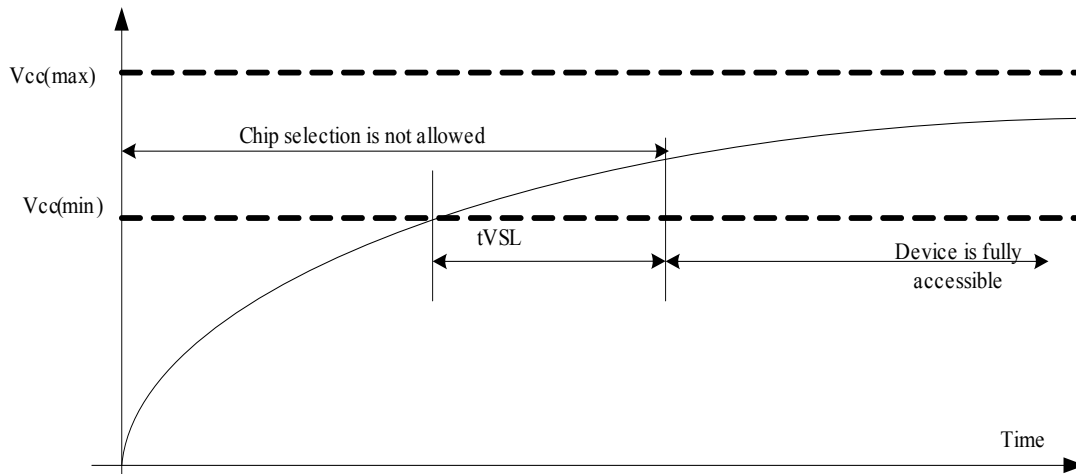 Vcc(max)
Chip selection is not allowed
Vcc(min)
tVSL
Device is fully
accessible
Time